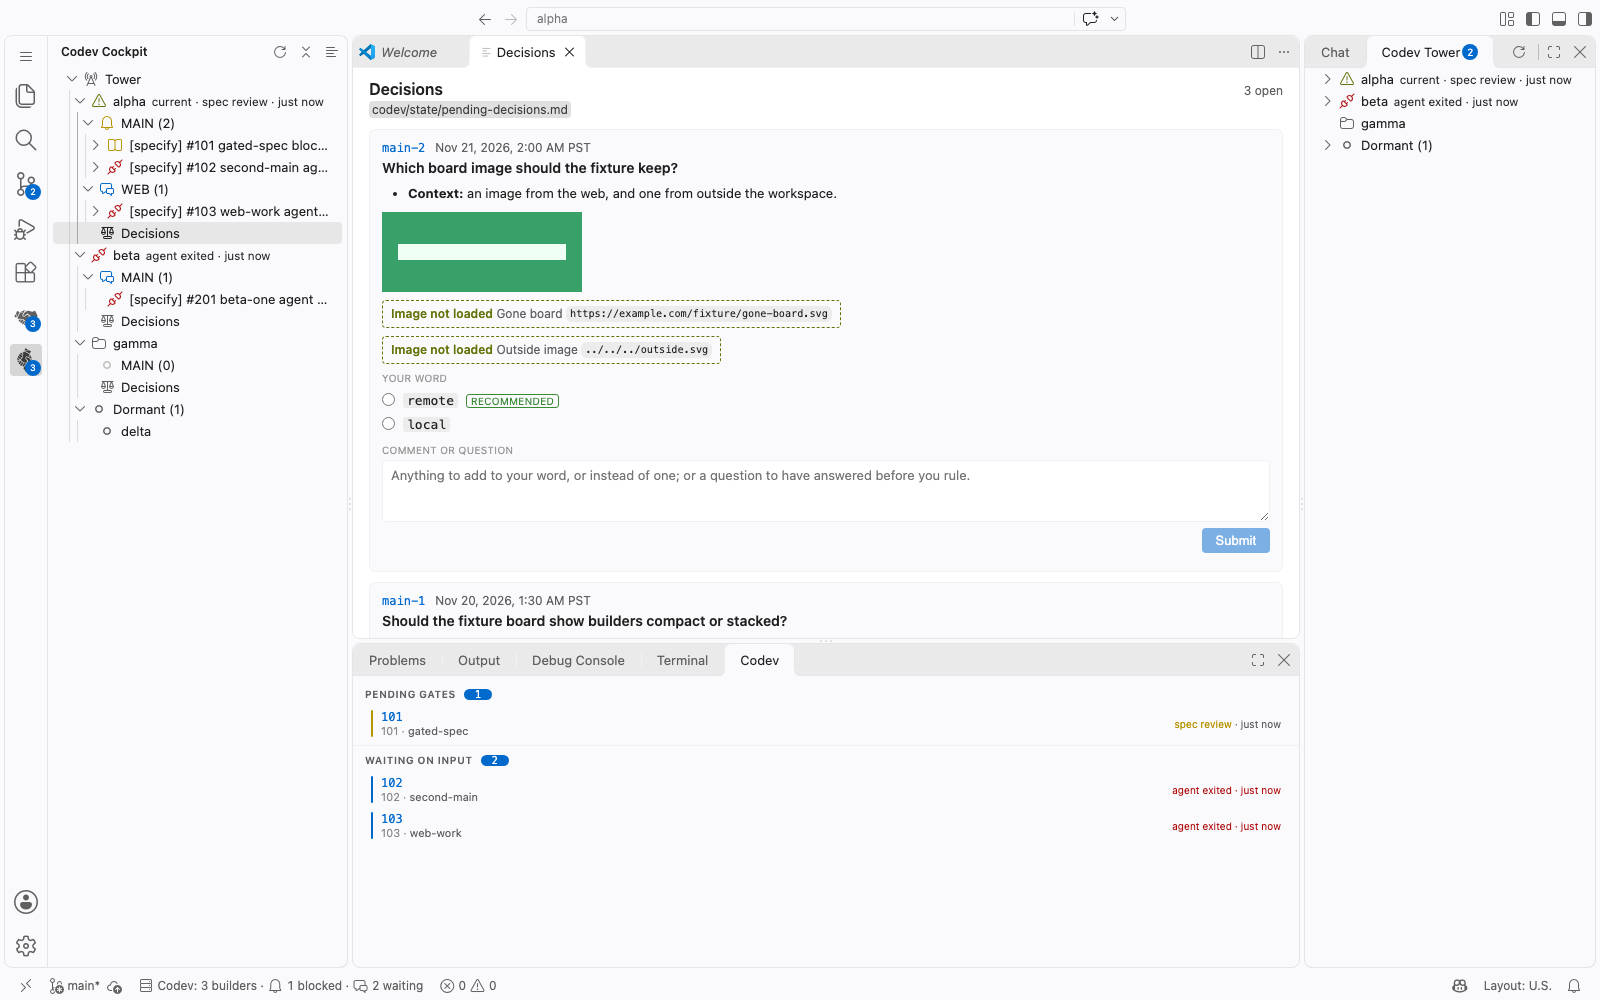 alpha
Codev Cockpit
Tower
alpha current · spec review · just now
MAIN (2)
[specify] #101 gated-spec bloc...
[specify] #102 second-main ag...
2
WEB (1)
[specify] #103 web-work agent...
Decisions
beta agent exited · just now
MAIN (1)
[specify] #201 beta-one agent ...
Decisions
3
gamma
MAIN (0)
3
Decisions
Dormant (1)
delta
Welcome
Decisions
Decisions
3 open
codev/state/pending-decisions.md
main-2 Nov 21, 2026, 2:00 AM PST
Which board image should the fixture keep?
• Context: an image from the web, and one from outside the workspace.
Image not loaded Gone board https://example.com/fixture/gone-board.svg
Image not loaded Outside image ../../../outside.svg
YOUR WORD
remote RECOMMENDED
local
COMMENT OR QUESTION
Anything to add to your word, or instead of one; or a question to have answered before you rule.
Submit
main-1 Nov 20, 2026, 1:30 AM PST
Should the fixture board show builders compact or stacked?
Problems Output Debug Console Terminal Codev
PENDING GATES 1
101
101 · gated-spec
spec review · just now
WAITING ON INPUT 2
102
102 · second-main
agent exited · just now
103
103 · web-work
agent exited · just now
Chat Codev Tower 2
alpha current · spec review · just now
beta agent exited · just now
gamma
Dormant (1)
main* Codev: 3 builders · 1 blocked · 2 waiting 0 0
Layout: U.S.